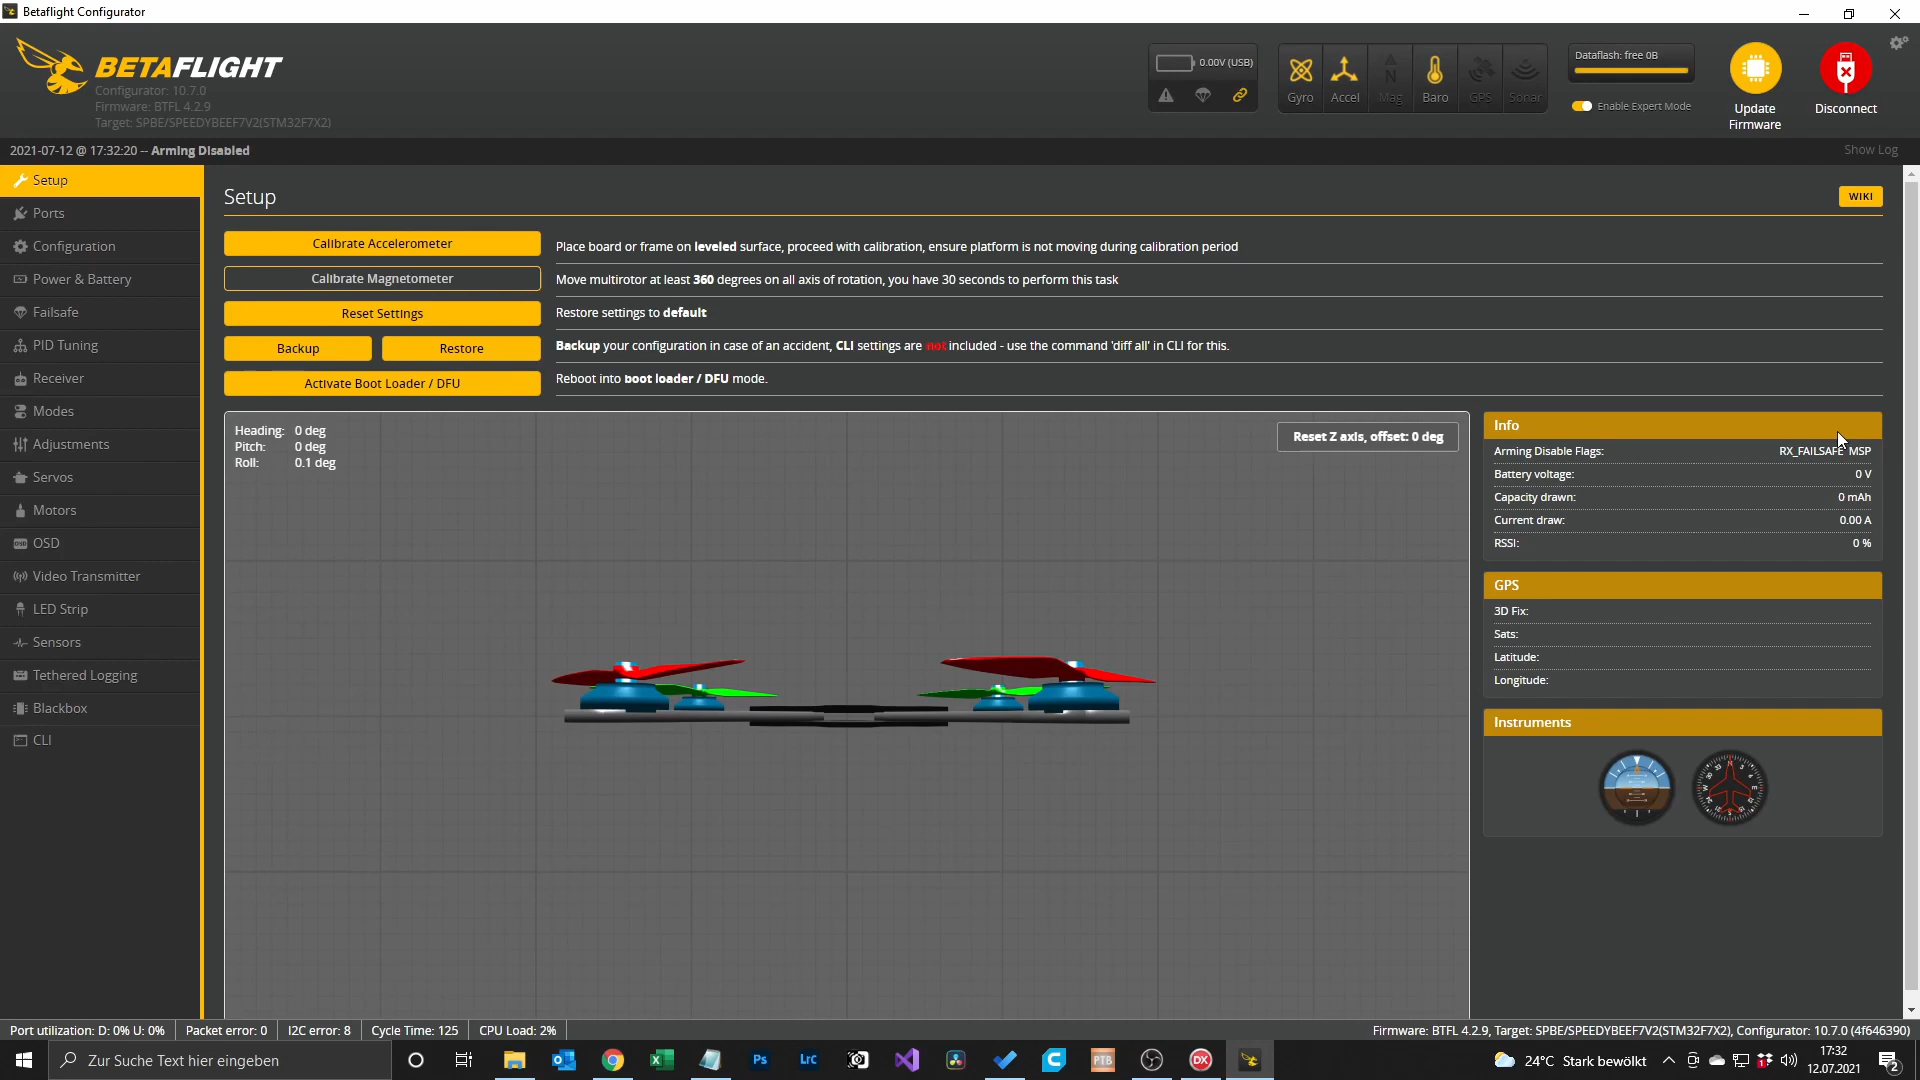 Betaflight Configurator
BETAFLIGHT
Configurator: 10.7.0
Firmware: BTFL 4.2.9
Target: SPBE/SPEEDYBEEF7V2(STM32F7X2)
0.00V (USB)
Gyro
Accel
Mag
Baro
GPS
Sonar
Dataflash: free 0B
Enable Expert Mode
Update
Firmware
Disconnect
2021-07-12 @ 17:32:20 -- Arming Disabled
Show Log
Setup
Ports
Configuration
Power & Battery
Failsafe
PID Tuning
Receiver
Modes
Adjustments
Servos
Motors
OSD
Video Transmitter
LED Strip
Sensors
Tethered Logging
Blackbox
CLI
Setup
WIKI
Calibrate Accelerometer
Place board or frame on leveled surface, proceed with calibration, ensure platform is not moving during calibration period
Calibrate Magnetometer
Move multirotor at least 360 degrees on all axis of rotation, you have 30 seconds to perform this task
Reset Settings
Restore settings to default
Backup
Restore
Backup your configuration in case of an accident, CLI settings are not included - use the command 'diff all' in CLI for this.
Activate Boot Loader / DFU
Reboot into boot loader / DFU mode.
Heading: 0 deg
Pitch: 0 deg
Roll: 0.1 deg
Reset Z axis, offset: 0 deg
Info
Arming Disable Flags: RX_FAILSAFE MSP
Battery voltage: 0 V
Capacity drawn: 0 mAh
Current draw: 0.00 A
RSSI: 0 %
GPS
3D Fix:
Sats:
Latitude:
Longitude:
Instruments
Port utilization: D: 0% U: 0%
Packet error: 0
I2C error: 8
Cycle Time: 125
CPU Load: 2%
Firmware: BTFL 4.2.9, Target: SPBE/SPEEDYBEEF7V2(STM32F7X2), Configurator: 10.7.0 (4f646390)
Zur Suche Text hier eingeben
Ps
Lrc
PTB
DX
24°C Stark bewölkt
17:32
12.07.2021
2